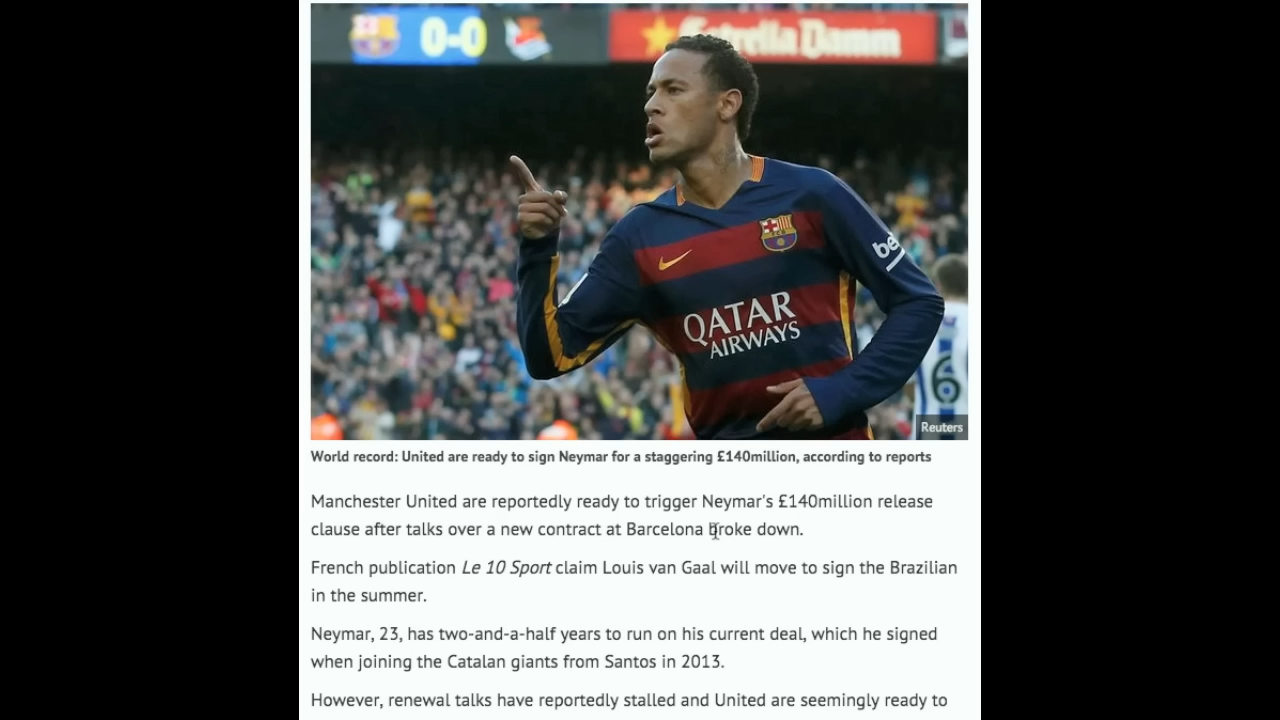 0-0
Estrella Damm
QATAR
AIRWAYS
6
Reuters
World record: United are ready to sign Neymar for a staggering £140million, according to reports
Manchester United are reportedly ready to trigger Neymar's £140million release
clause after talks over a new contract at Barcelona broke down.
French publication Le 10 Sport claim Louis van Gaal will move to sign the Brazilian
in the summer.
Neymar, 23, has two-and-a-half years to run on his current deal, which he signed
when joining the Catalan giants from Santos in 2013.
However, renewal talks have reportedly stalled and United are seemingly ready to